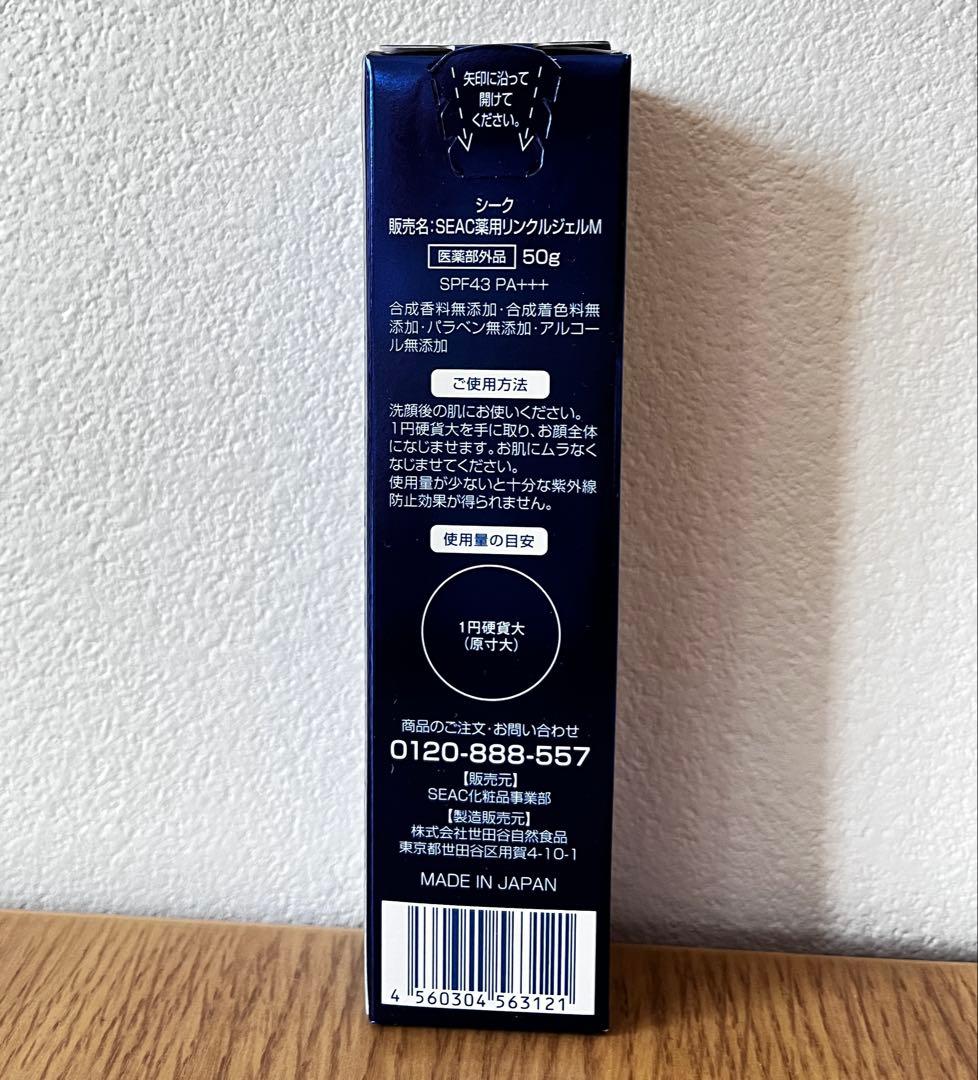 矢印に沿って
開けて
ください。
シーク
販売名:SEAC薬用リンクルジェルM
医薬部外品 50g
SPF43 PA+++
合成香料無添加・合成着色料無
添加・パラベン無添加・アルコー
ル無添加
ご使用方法
洗顔後の肌にお使いください。
1円硬貨大を手に取り、お顔全体
になじませます。お肌にムラなく
なじませてください。
使用量が少ないと十分な紫外線
防止効果が得られません。
使用量の目安
1円硬貨大
(原寸大)
商品のご注文・お問い合わせ
0120-888-557
【販売元】
SEAC化粧品事業部
【製造販売元】
株式会社世田谷自然食品
東京都世田谷区用賀4-10-1
MADE IN JAPAN
4 560304 563121